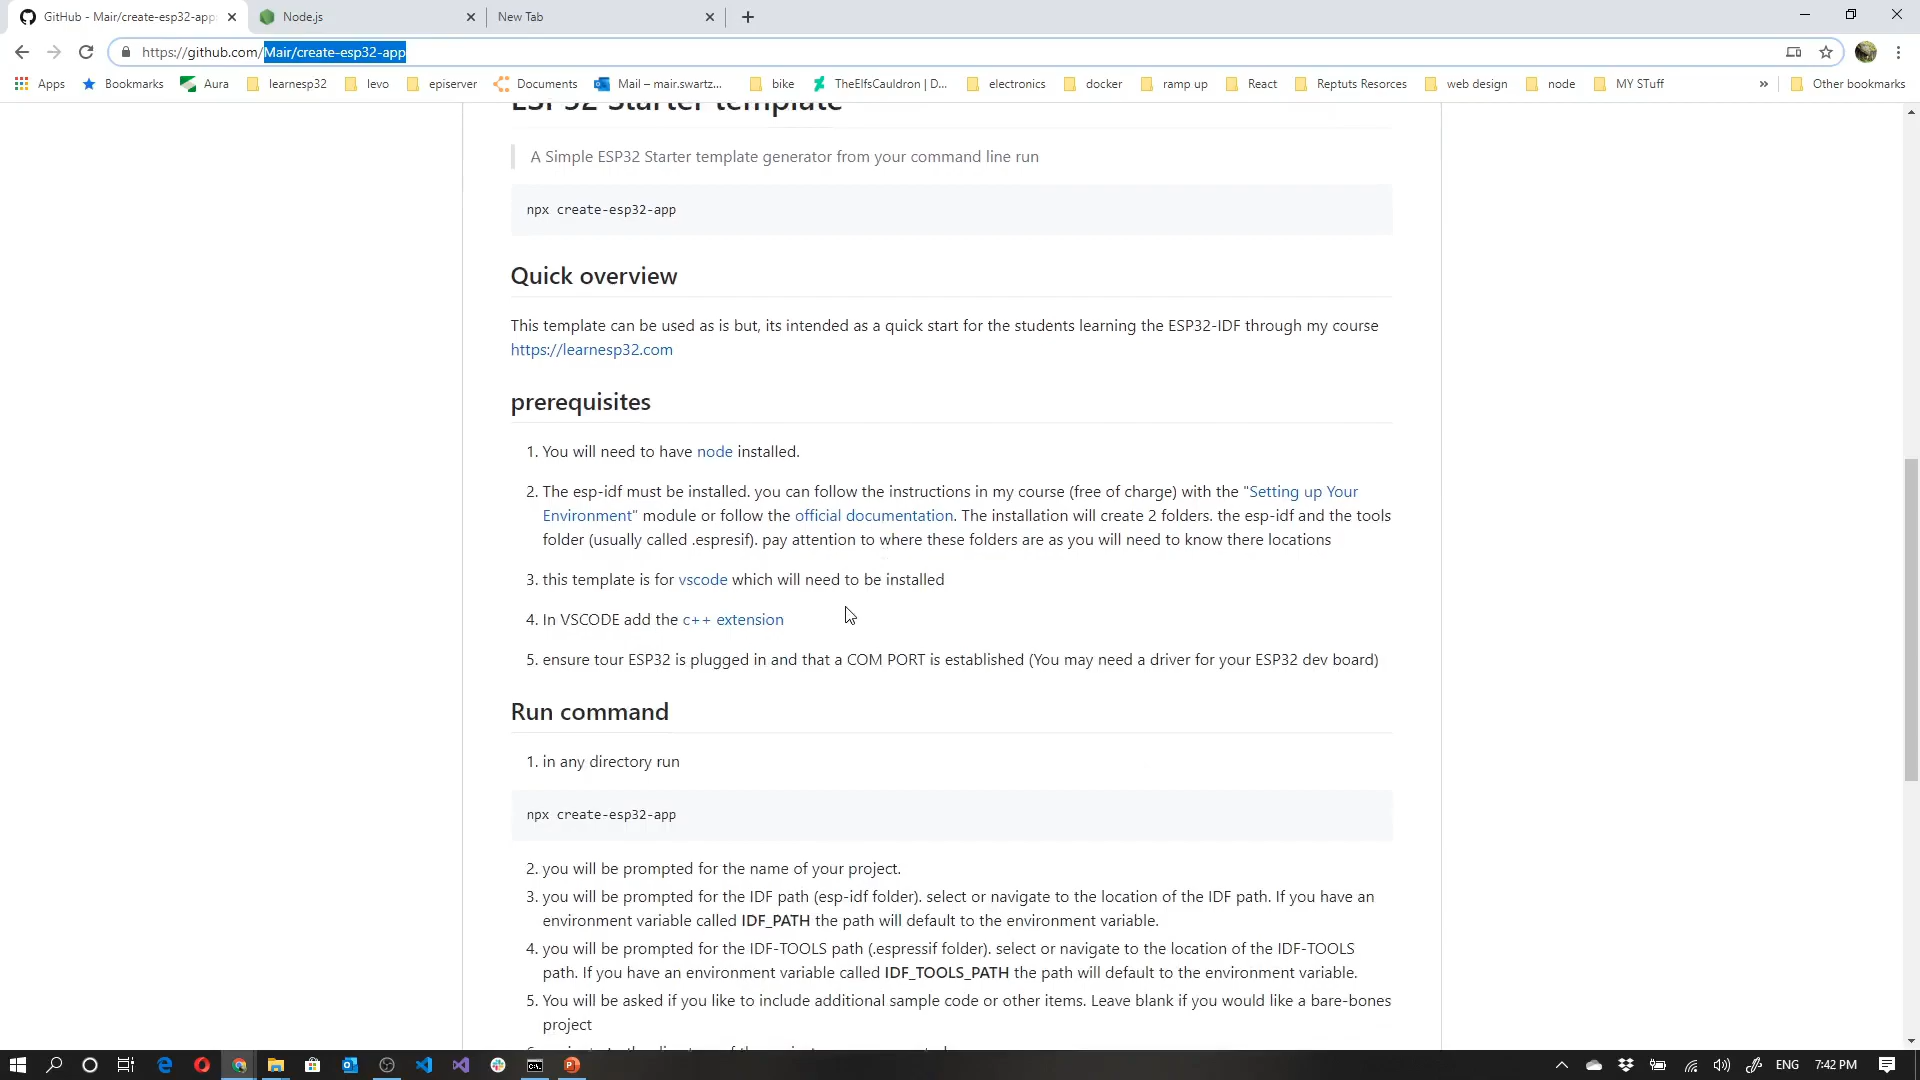 GitHub - Mair/create-esp32-app
Node.js
New Tab
https://github.com/Mair/create-esp32-app
Apps
Bookmarks
Aura
learnesp32
levo
episerver
Documents
Mail – mair.swartz...
bike
TheElfsCauldron | D...
electronics
docker
ramp up
React
Reptuts Resorces
web design
node
MY STuff
»
Other bookmarks
ESP32 Starter template
A Simple ESP32 Starter template generator from your command line run
npx create-esp32-app
Quick overview
This template can be used as is but, its intended as a quick start for the students learning the ESP32-IDF through my course
https://learnesp32.com
prerequisites
1. You will need to have node installed.
2. The esp-idf must be installed. you can follow the instructions in my course (free of charge) with the "Setting up Your
Environment" module or follow the official documentation. The installation will create 2 folders. the esp-idf and the tools
folder (usually called .espresif). pay attention to where these folders are as you will need to know there locations
3. this template is for vscode which will need to be installed
4. In VSCODE add the c++ extension
5. ensure tour ESP32 is plugged in and that a COM PORT is established (You may need a driver for your ESP32 dev board)
Run command
1. in any directory run
npx create-esp32-app
2. you will be prompted for the name of your project.
3. you will be prompted for the IDF path (esp-idf folder). select or navigate to the location of the IDF path. If you have an
environment variable called IDF_PATH the path will default to the environment variable.
4. you will be prompted for the IDF-TOOLS path (.espressif folder). select or navigate to the location of the IDF-TOOLS
path. If you have an environment variable called IDF_TOOLS_PATH the path will default to the environment variable.
5. You will be asked if you like to include additional sample code or other items. Leave blank if you would like a bare-bones
project
ENG
7:42 PM